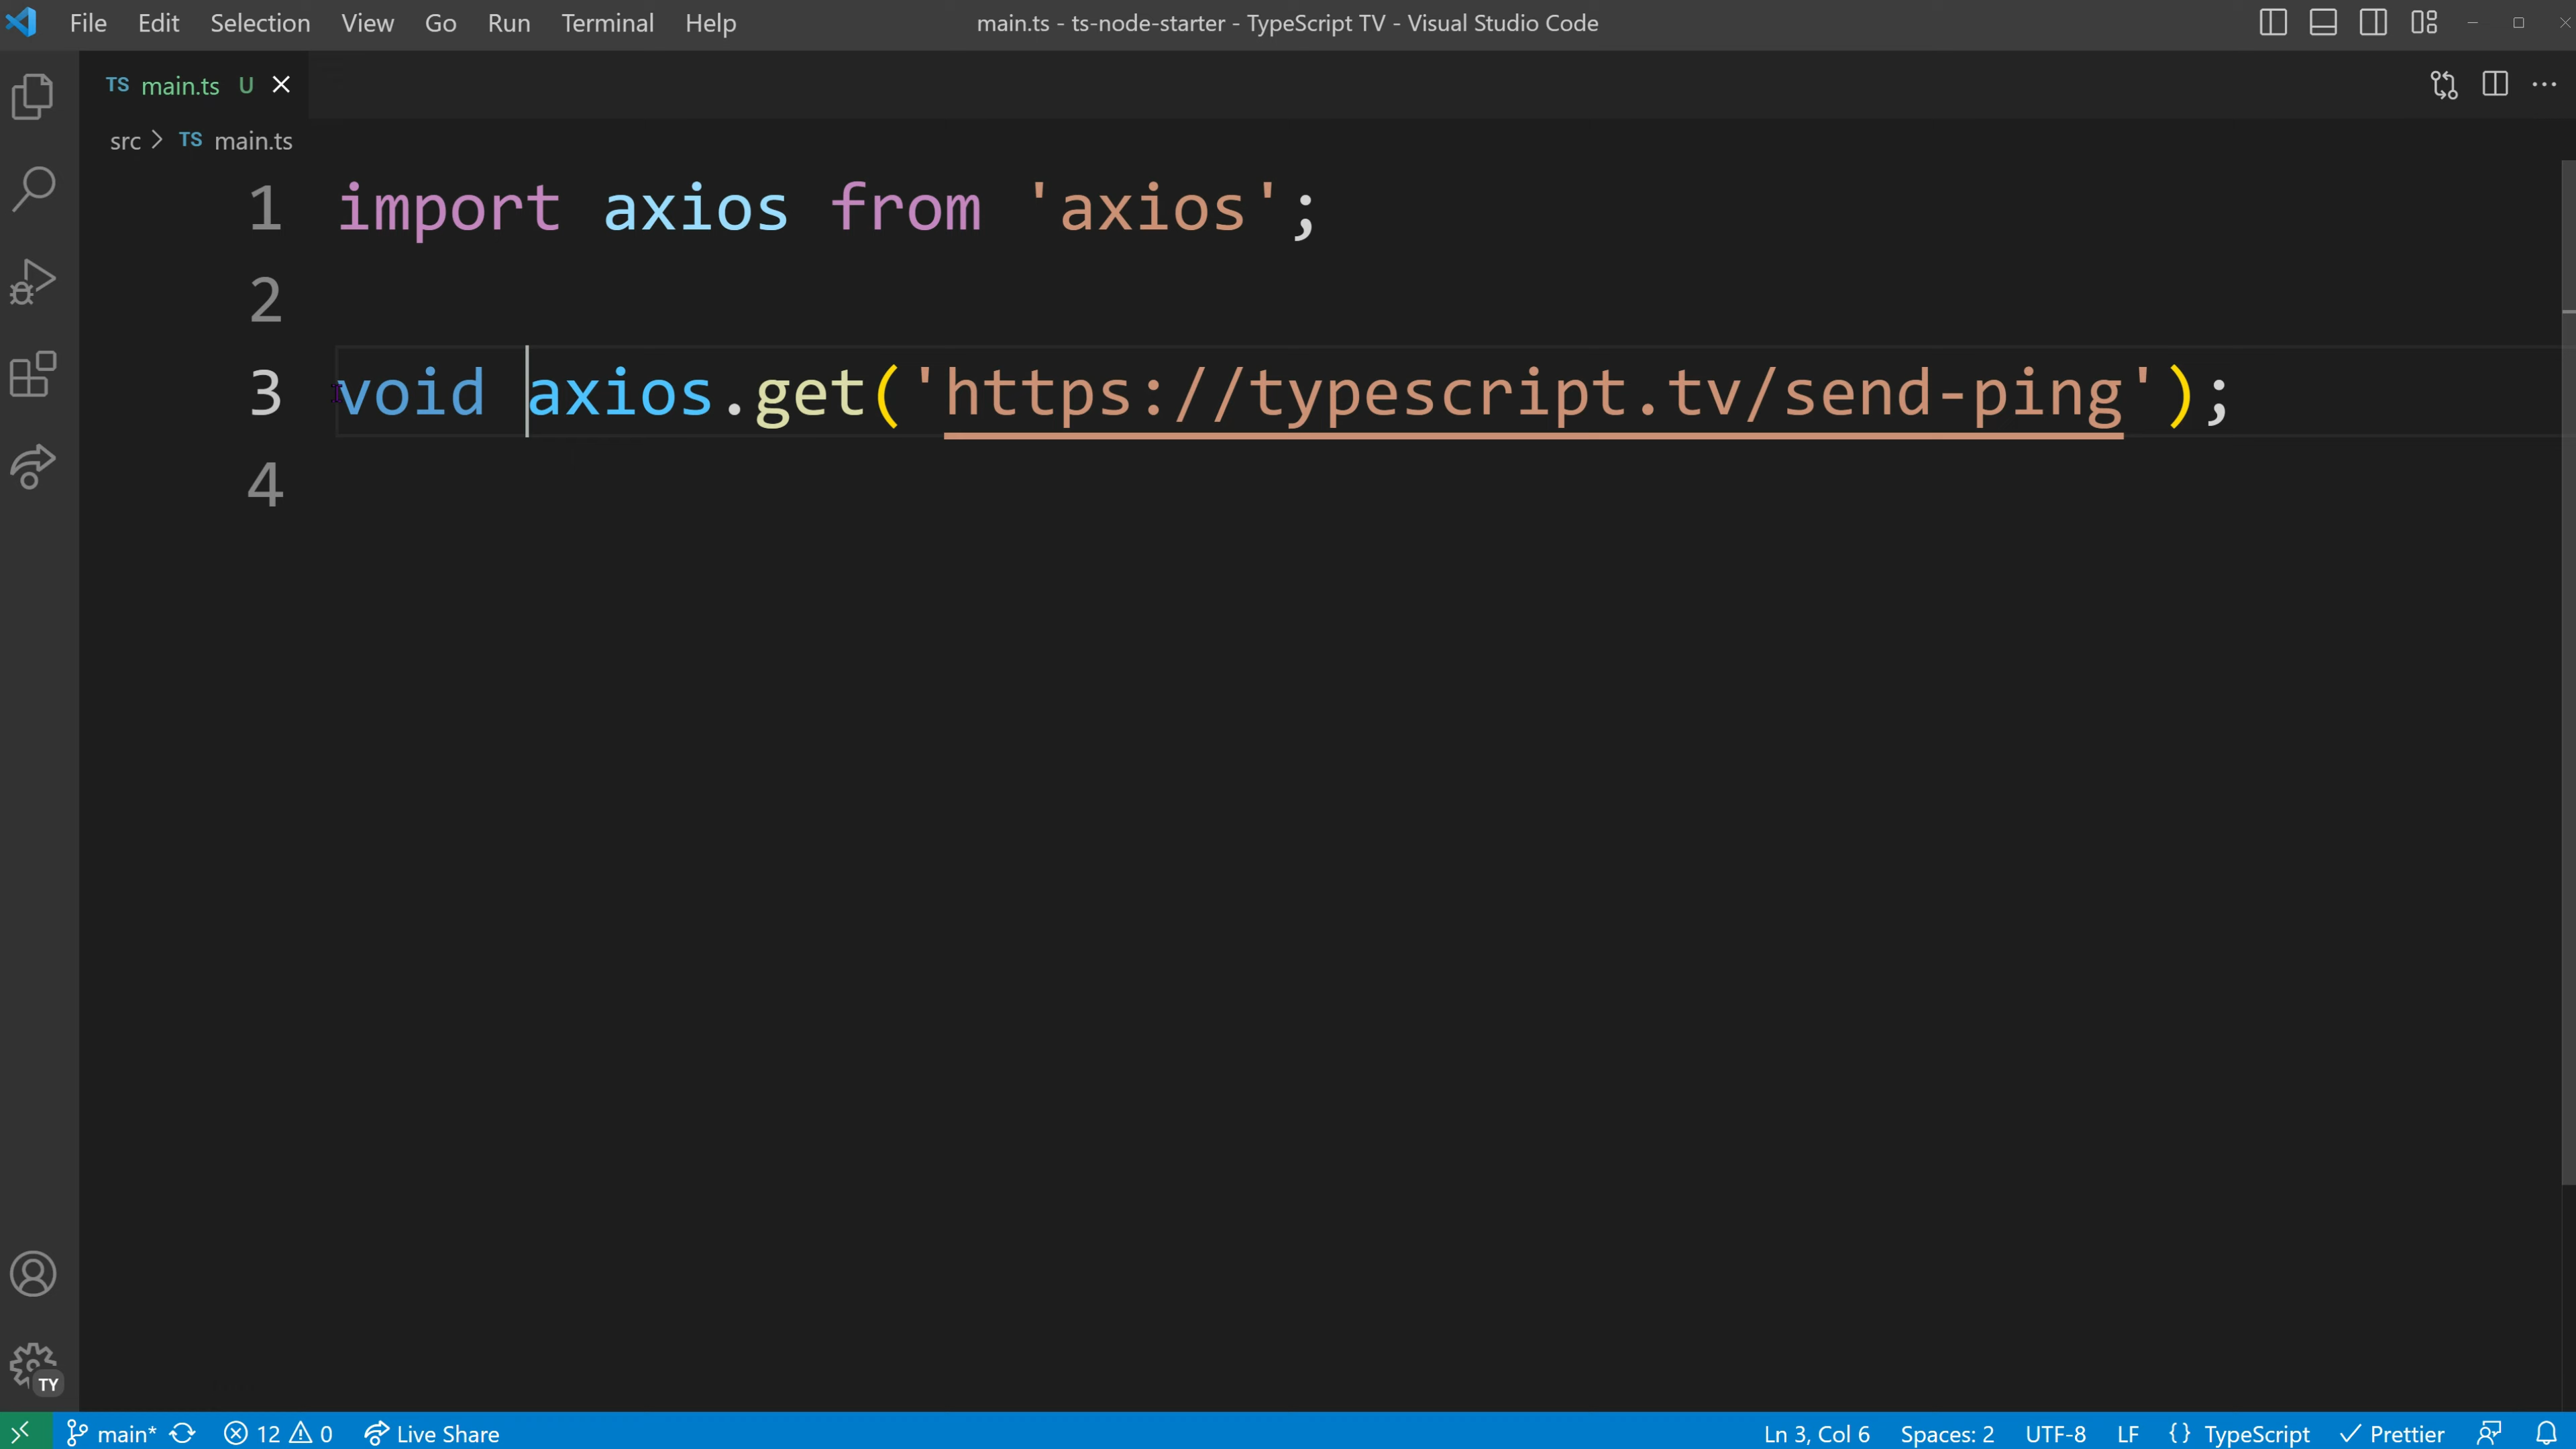 File Edit Selection View Go Run Terminal Help
main.ts - ts-node-starter - TypeScript TV - Visual Studio Code
TS main.ts U
src > TS main.ts
1 import axios from 'axios';
2
3 void axios.get('https://typescript.tv/send-ping');
4
TY
main* 12 0 Live Share
Ln 3, Col 6 Spaces: 2 UTF-8 LF {} TypeScript Prettier